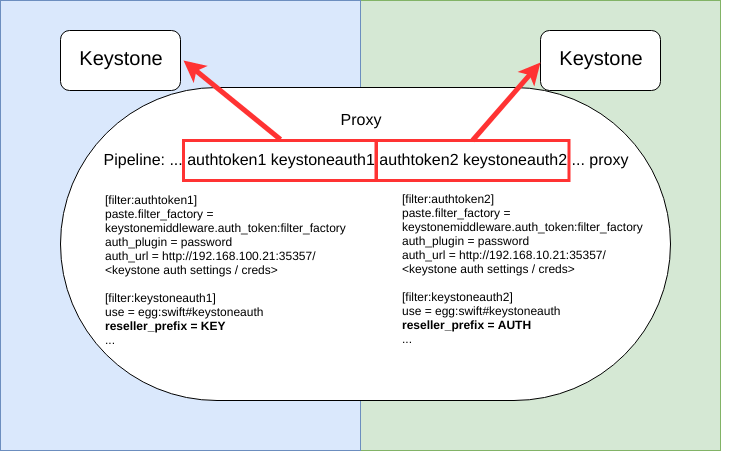 Keystone
Keystone
Proxy
Pipeline: ... authtoken1 keystoneauth1 authtoken2 keystoneauth2 ... proxy
[filter:authtoken1]
paste.filter_factory =
keystonemiddleware.auth_token:filter_factory
auth_plugin = password
auth_url = http://192.168.100.21:35357/
<keystone auth settings / creds>
[filter:keystoneauth1]
use = egg:swift#keystoneauth
reseller_prefix = KEY
...
[filter:authtoken2]
paste.filter_factory =
keystonemiddleware.auth_token:filter_factory
auth_plugin = password
auth_url = http://192.168.10.21:35357/
<keystone auth settings / creds>
[filter:keystoneauth2]
use = egg:swift#keystoneauth
reseller_prefix = AUTH
...